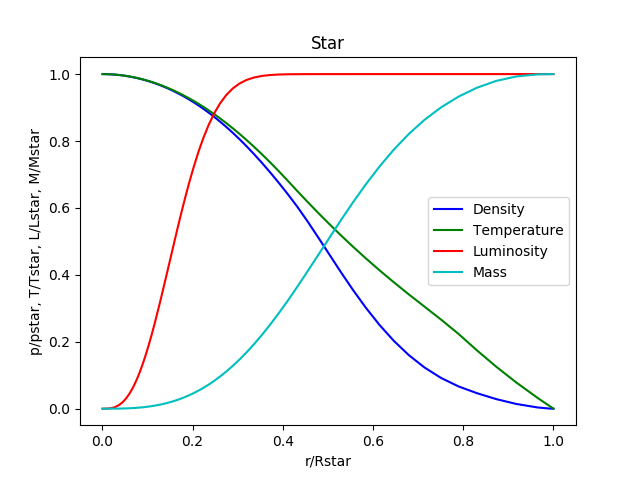 Star
p/pstar, T/Tstar, L/Lstar, M/Mstar
1.0
0.8
0.6
0.4
0.2
0.0
Density
Temperature
Luminosity
Mass
0.0 0.2 0.4 0.6 0.8 1.0
r/Rstar